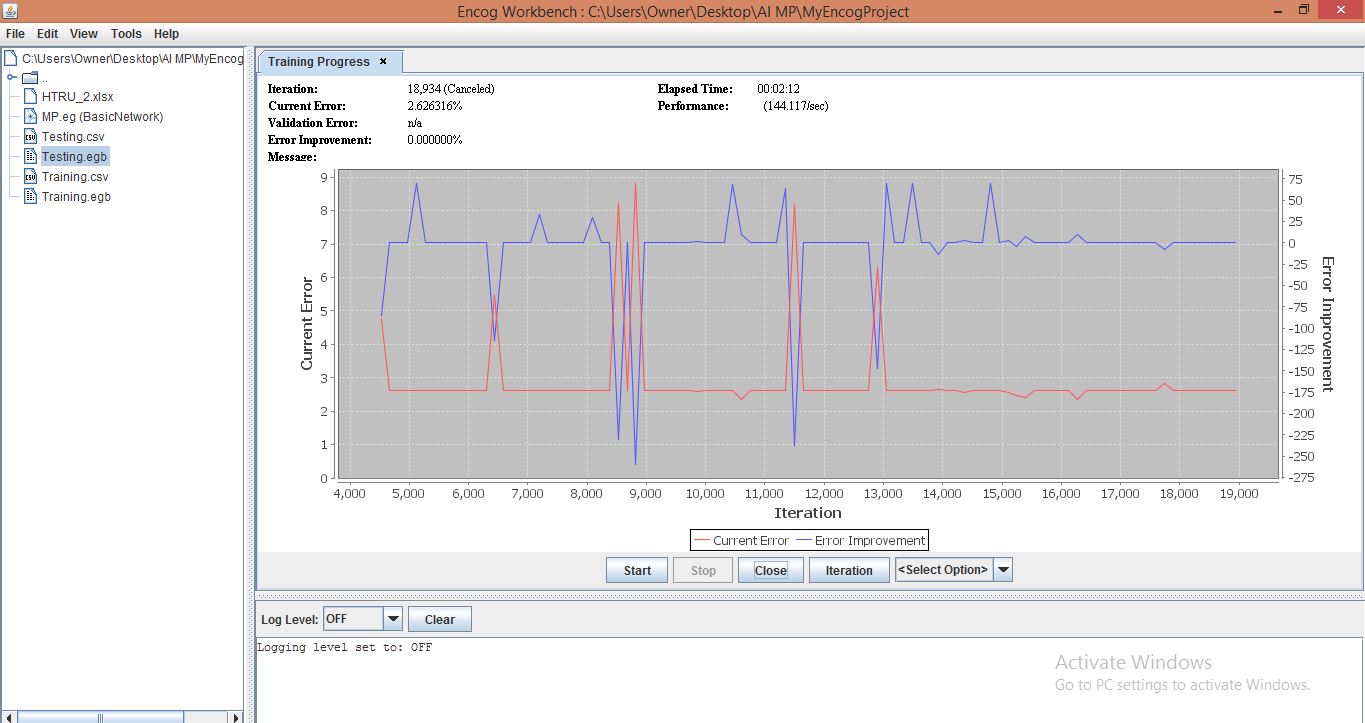 Encog Workbench : C:\Users\Owner\Desktop\AI MP\MyEncogProject
File Edit View Tools Help
C:\Users\Owner\Desktop\AI MP\MyEncog
..
HTRU_2.xlsx
MP.eg (BasicNetwork)
Testing.csv
Testing.egb
Training.csv
Training.egb
Training Progress ×
Iteration: 18,934 (Canceled) Elapsed Time: 00:02:12
Current Error: 2.626316% Performance: (144.117/sec)
Validation Error: n/a
Error Improvement: 0.000000%
Message:
Current Error
9
8
7
6
5
4
3
2
1
0
75
50
25
0
-25
-50
-75
-100
-125
-150
-175
-200
-225
-250
-275
Error Improvement
4,000 5,000 6,000 7,000 8,000 9,000 10,000 11,000 12,000 13,000 14,000 15,000 16,000 17,000 18,000 19,000
Iteration
Current Error Error Improvement
Start Stop Close Iteration <Select Option>
Log Level: OFF Clear
Logging level set to: OFF
Activate Windows
Go to PC settings to activate Windows.